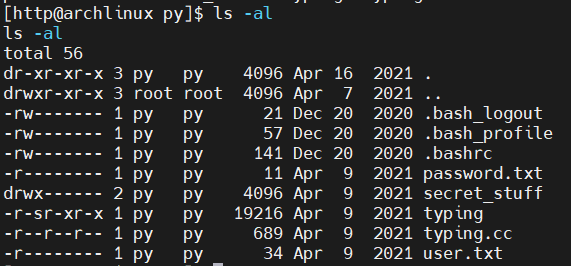 [http@archlinux py]$ ls -al
ls -al
total 56
dr-xr-xr-x 3 py   py    4096 Apr 16  2021 .
drwxr-xr-x 3 root root  4096 Apr  7  2021 ..
-rw------- 1 py   py      21 Dec 20  2020 .bash_logout
-rw------- 1 py   py      57 Dec 20  2020 .bash_profile
-rw------- 1 py   py     141 Dec 20  2020 .bashrc
-r-------- 1 py   py      11 Apr  9  2021 password.txt
drwx------ 2 py   py    4096 Apr  9  2021 secret_stuff
-r-sr-xr-x 1 py   py   19216 Apr  9  2021 typing
-r--r--r-- 1 py   py     689 Apr  9  2021 typing.cc
-r-------- 1 py   py      34 Apr  9  2021 user.txt